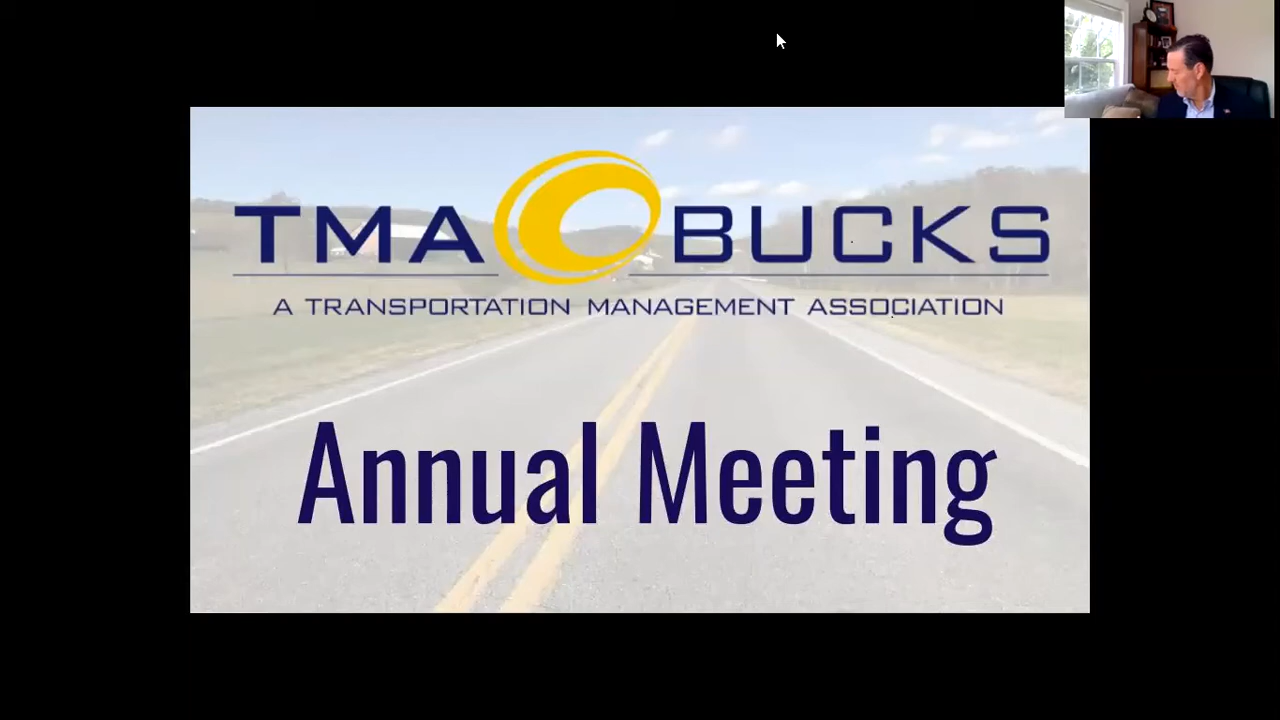 TMA BUCKS
A TRANSPORTATION MANAGEMENT ASSOCIATION
Annual Meeting